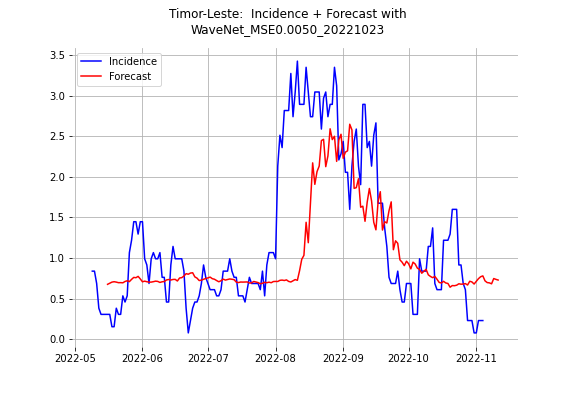 Timor-Leste:  Incidence + Forecast with
WaveNet_MSE0.0050_20221023
3.5
3.0
2.5
2.0
1.5
1.0
0.5
0.0
Incidence
Forecast
2022-05 2022-06 2022-07 2022-08 2022-09 2022-10 2022-11